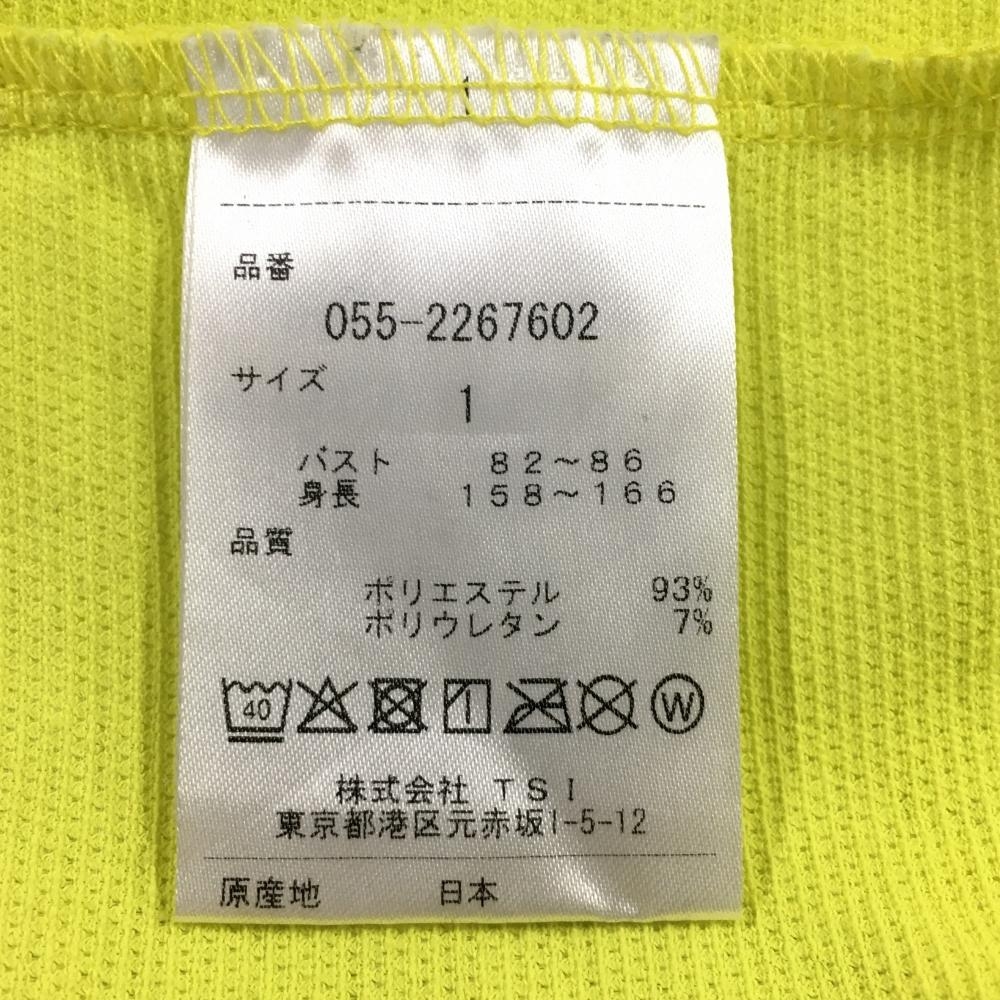 品番
055-2267602
サイズ
1
バスト 82～86
身長 158～166
品質
ポリエステル 93%
ポリウレタン 7%
40 W
株式会社 TSI
東京都港区元赤坂1-5-12
原産地 日本